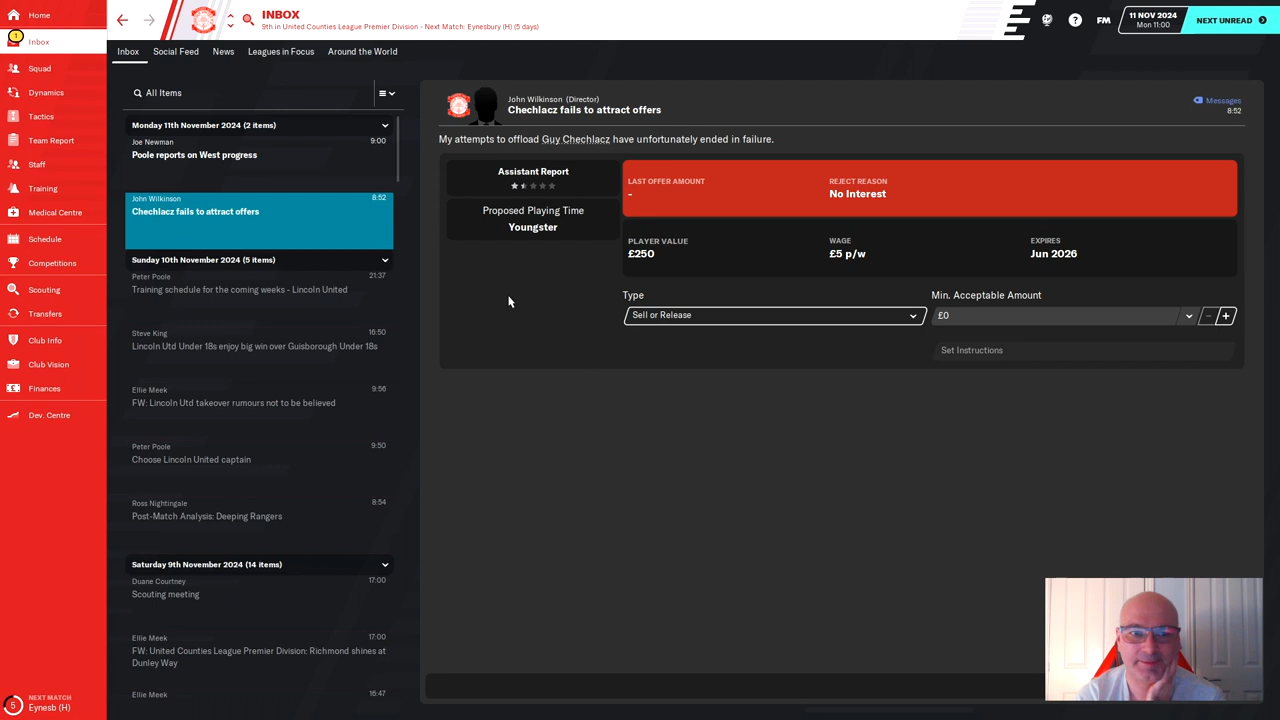 Home
INBOX
9th in United Counties League Premier Division - Next Match: Eynesbury (H) (5 days)
?
FM
11 NOV 2024
Mon 11:00
NEXT UNREAD
1
Inbox
Squad
Dynamics
Tactics
Team Report
Staff
Training
Medical Centre
Schedule
Competitions
Scouting
Transfers
Club Info
Club Vision
Finances
Dev. Centre
5
NEXT MATCH
Eynesb (H)
Inbox Social Feed News Leagues in Focus Around the World
All Items
Monday 11th November 2024 (2 items)
Joe Newman 9:00
Poole reports on West progress
John Wilkinson 8:52
Chechlacz fails to attract offers
Sunday 10th November 2024 (5 items)
Peter Poole 21:37
Training schedule for the coming weeks - Lincoln United
Steve King 16:50
Lincoln Utd Under 18s enjoy big win over Guisborough Under 18s
Ellie Meek 9:56
FW: Lincoln Utd takeover rumours not to be believed
Peter Poole 9:50
Choose Lincoln United captain
Ross Nightingale 8:54
Post-Match Analysis: Deeping Rangers
Saturday 9th November 2024 (14 items)
Duane Courtney 17:00
Scouting meeting
Ellie Meek 17:00
FW: United Counties League Premier Division: Richmond shines at
Dunley Way
Ellie Meek 16:47
John Wilkinson (Director)
Chechlacz fails to attract offers
Messages
8:52
My attempts to offload Guy Chechlacz have unfortunately ended in failure.
Assistant Report
Proposed Playing Time
Youngster
LAST OFFER AMOUNT REJECT REASON
- No Interest
PLAYER VALUE WAGE EXPIRES
£250 £5 p/w Jun 2026
Type Min. Acceptable Amount
Sell or Release £0 - +
Set Instructions